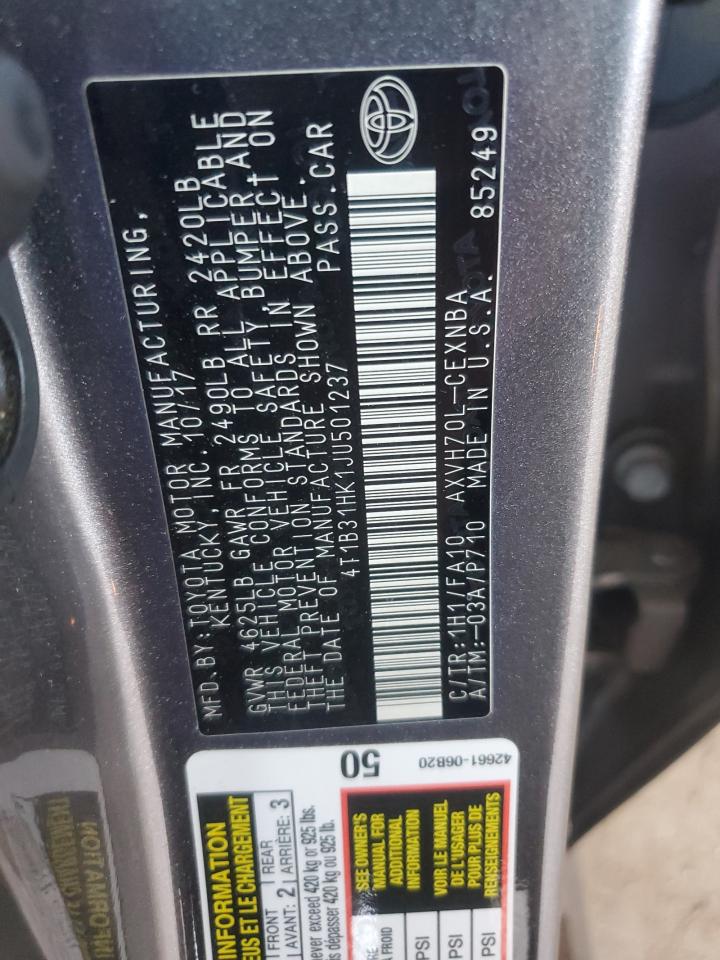 MFD. BY: TOYOTA MOTOR MANUFACTURING,
KENTUCKY, INC. 10/17
GVWR 4625LB GAWR FR 2490LB RR 2420LB
THIS VEHICLE CONFORMS TO ALL APPLICABLE
FEDERAL MOTOR VEHICLE SAFETY, BUMPER, AND
THEFT PREVENTION STANDARDS IN EFFECT ON
THE DATE OF MANUFACTURE SHOWN ABOVE.
4T1B31HK1JU501237 PASS.CAR
C/TR:1H1/FA10 AXVH70L-CEXNBA
A/TM:-03A/P710 MADE IN U.S.A. 85249
50
42661-06B20
INFORMATION
EUS ET LE CHARGEMENT
FRONT
AVANT: 2
REAR
ARRIÈRE: 3
never exceed 420 kg or 925 lbs.
dépasser 420 kg ou 925 lb.
SEE OWNER'S
MANUAL FOR
ADDITIONAL
INFORMATION
VOIR LE MANUEL
DE L'USAGER
POUR PLUS DE
RENSEIGNEMENTS
FROID
PSI
PSI
PSI